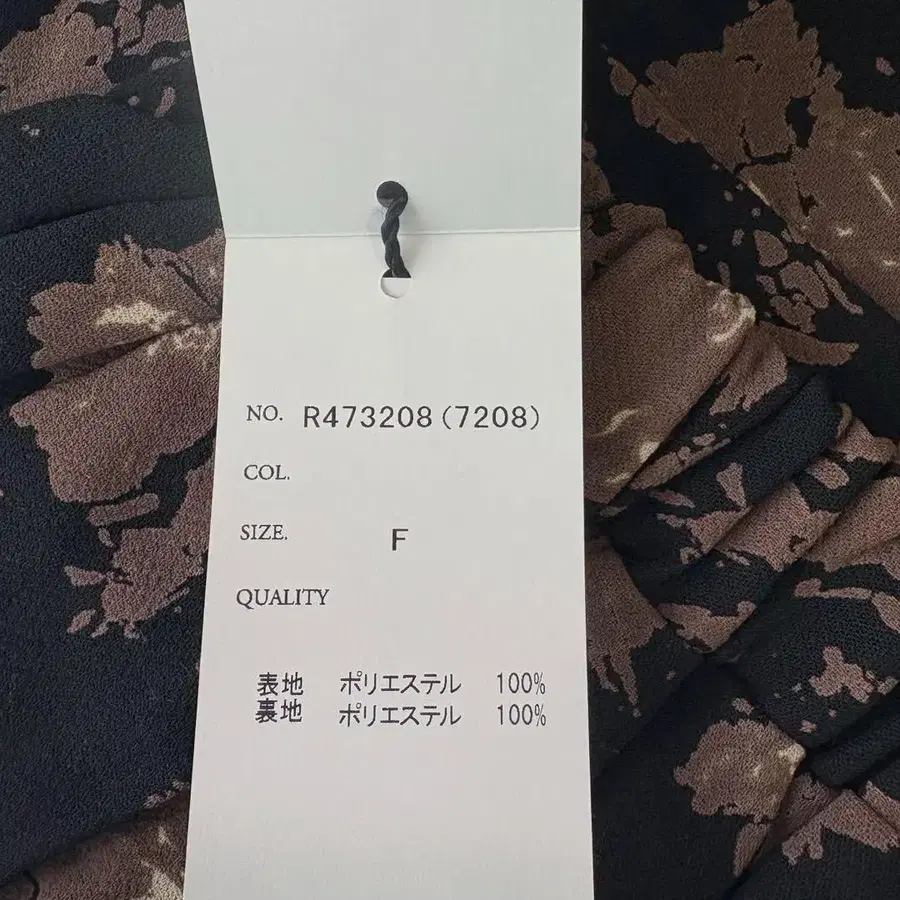 NO. R473208(7208)
COL.
SIZE. F
QUALITY
表地 ポリエステル 100%
裏地 ポリエステル 100%